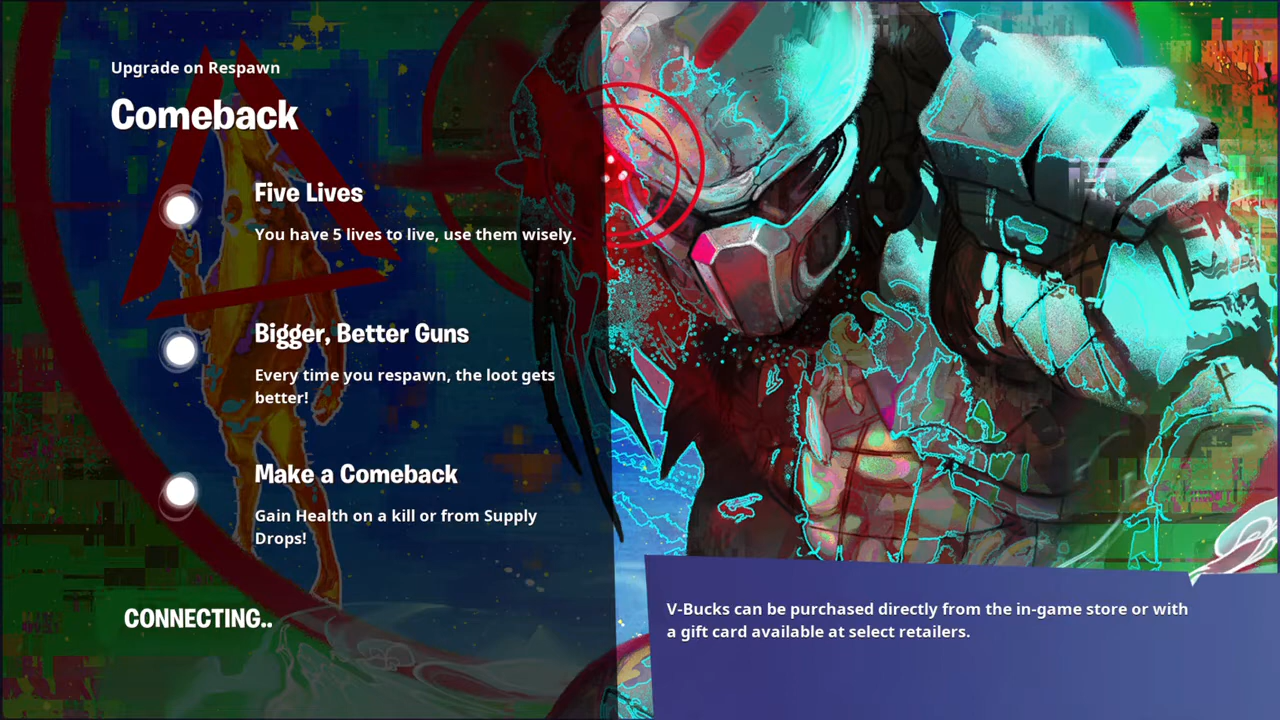 Upgrade on Respawn
Comeback
Five Lives
You have 5 lives to live, use them wisely.
Bigger, Better Guns
Every time you respawn, the loot gets
better!
Make a Comeback
Gain Health on a kill or from Supply
Drops!
CONNECTING..
V-Bucks can be purchased directly from the in-game store or with
a gift card available at select retailers.